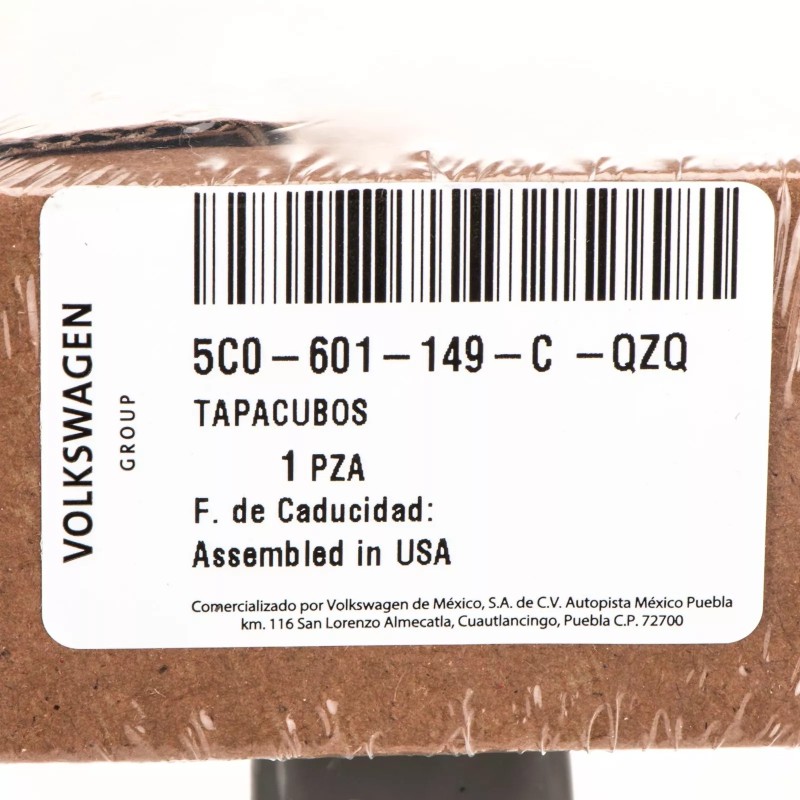 VOLKSWAGEN
GROUP
5C0-601-149-C -QZQ
TAPACUBOS
1 PZA
F. de Caducidad:
Assembled in USA
Comercializado por Volkswagen de México, S.A. de C.V. Autopista México Puebla
km. 116 San Lorenzo Almecatla, Cuautlancingo, Puebla C.P. 72700